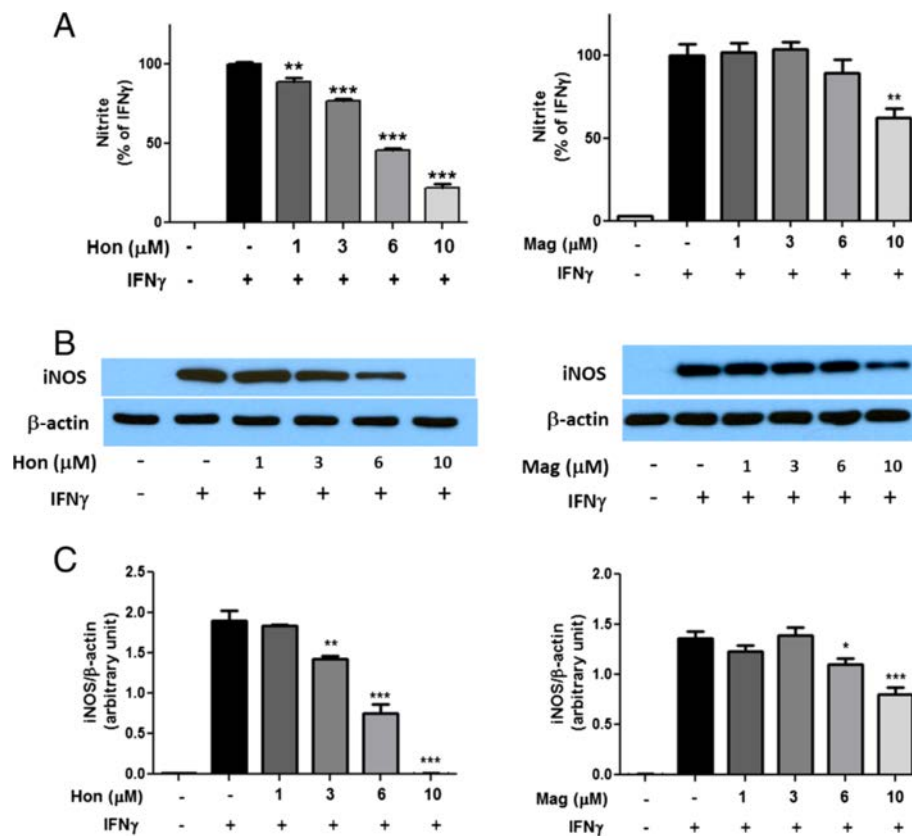 A
Nitrite
(% of IFNγ)
100
50
0
**
***
***
***
Hon (μM) - - 1 3 6 10
IFNγ - + + + + +
Nitrite
(% of IFNγ)
100
50
0
**
Mag (μM) - - 1 3 6 10
IFNγ - + + + + +
B
iNOS
β-actin
Hon (μM) - - 1 3 6 10
IFNγ - + + + + +
iNOS
β-actin
Mag (μM) - - 1 3 6 10
IFNγ - + + + + +
C
iNOS/β-actin
(arbitrary unit)
2.5
2.0
1.5
1.0
0.5
0.0
**
***
***
Hon (μM) - - 1 3 6 10
IFNγ - + + + + +
iNOS/β-actin
(arbitrary unit)
2.0
1.5
1.0
0.5
0.0
*
***
Mag (μM) - - 1 3 6 10
IFNγ - + + + + +